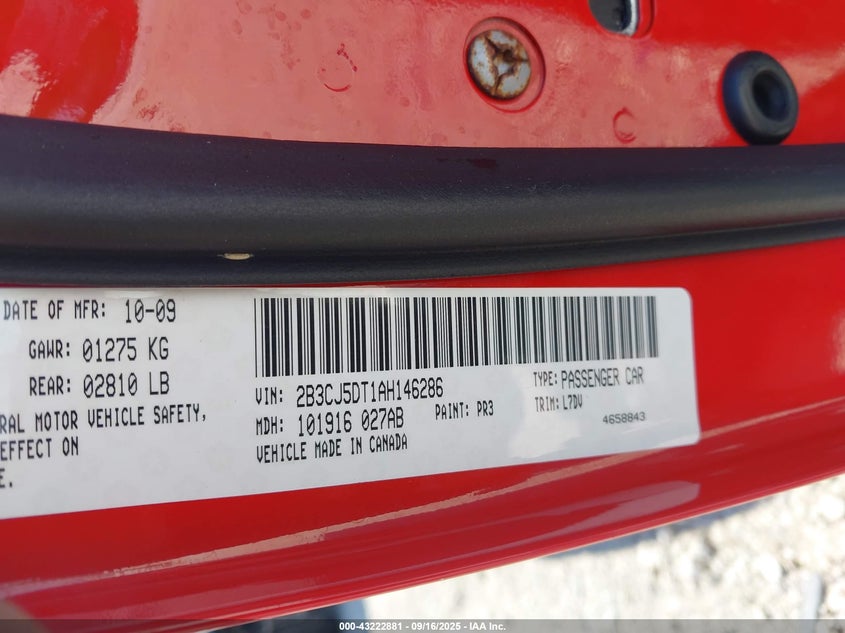 DATE OF MFR: 10-09
GAWR: 01275 KG
REAR: 02810 LB
RAL MOTOR VEHICLE SAFETY,
EFFECT ON
E.
VIN: 2B3CJ5DT1AH146286
TYPE: PASSENGER CAR
MDH: 101916 027AB
PAINT: PR3
TRIM: L7DV
4658843
VEHICLE MADE IN CANADA
000-43222881 - 09/16/2025 - IAA Inc.